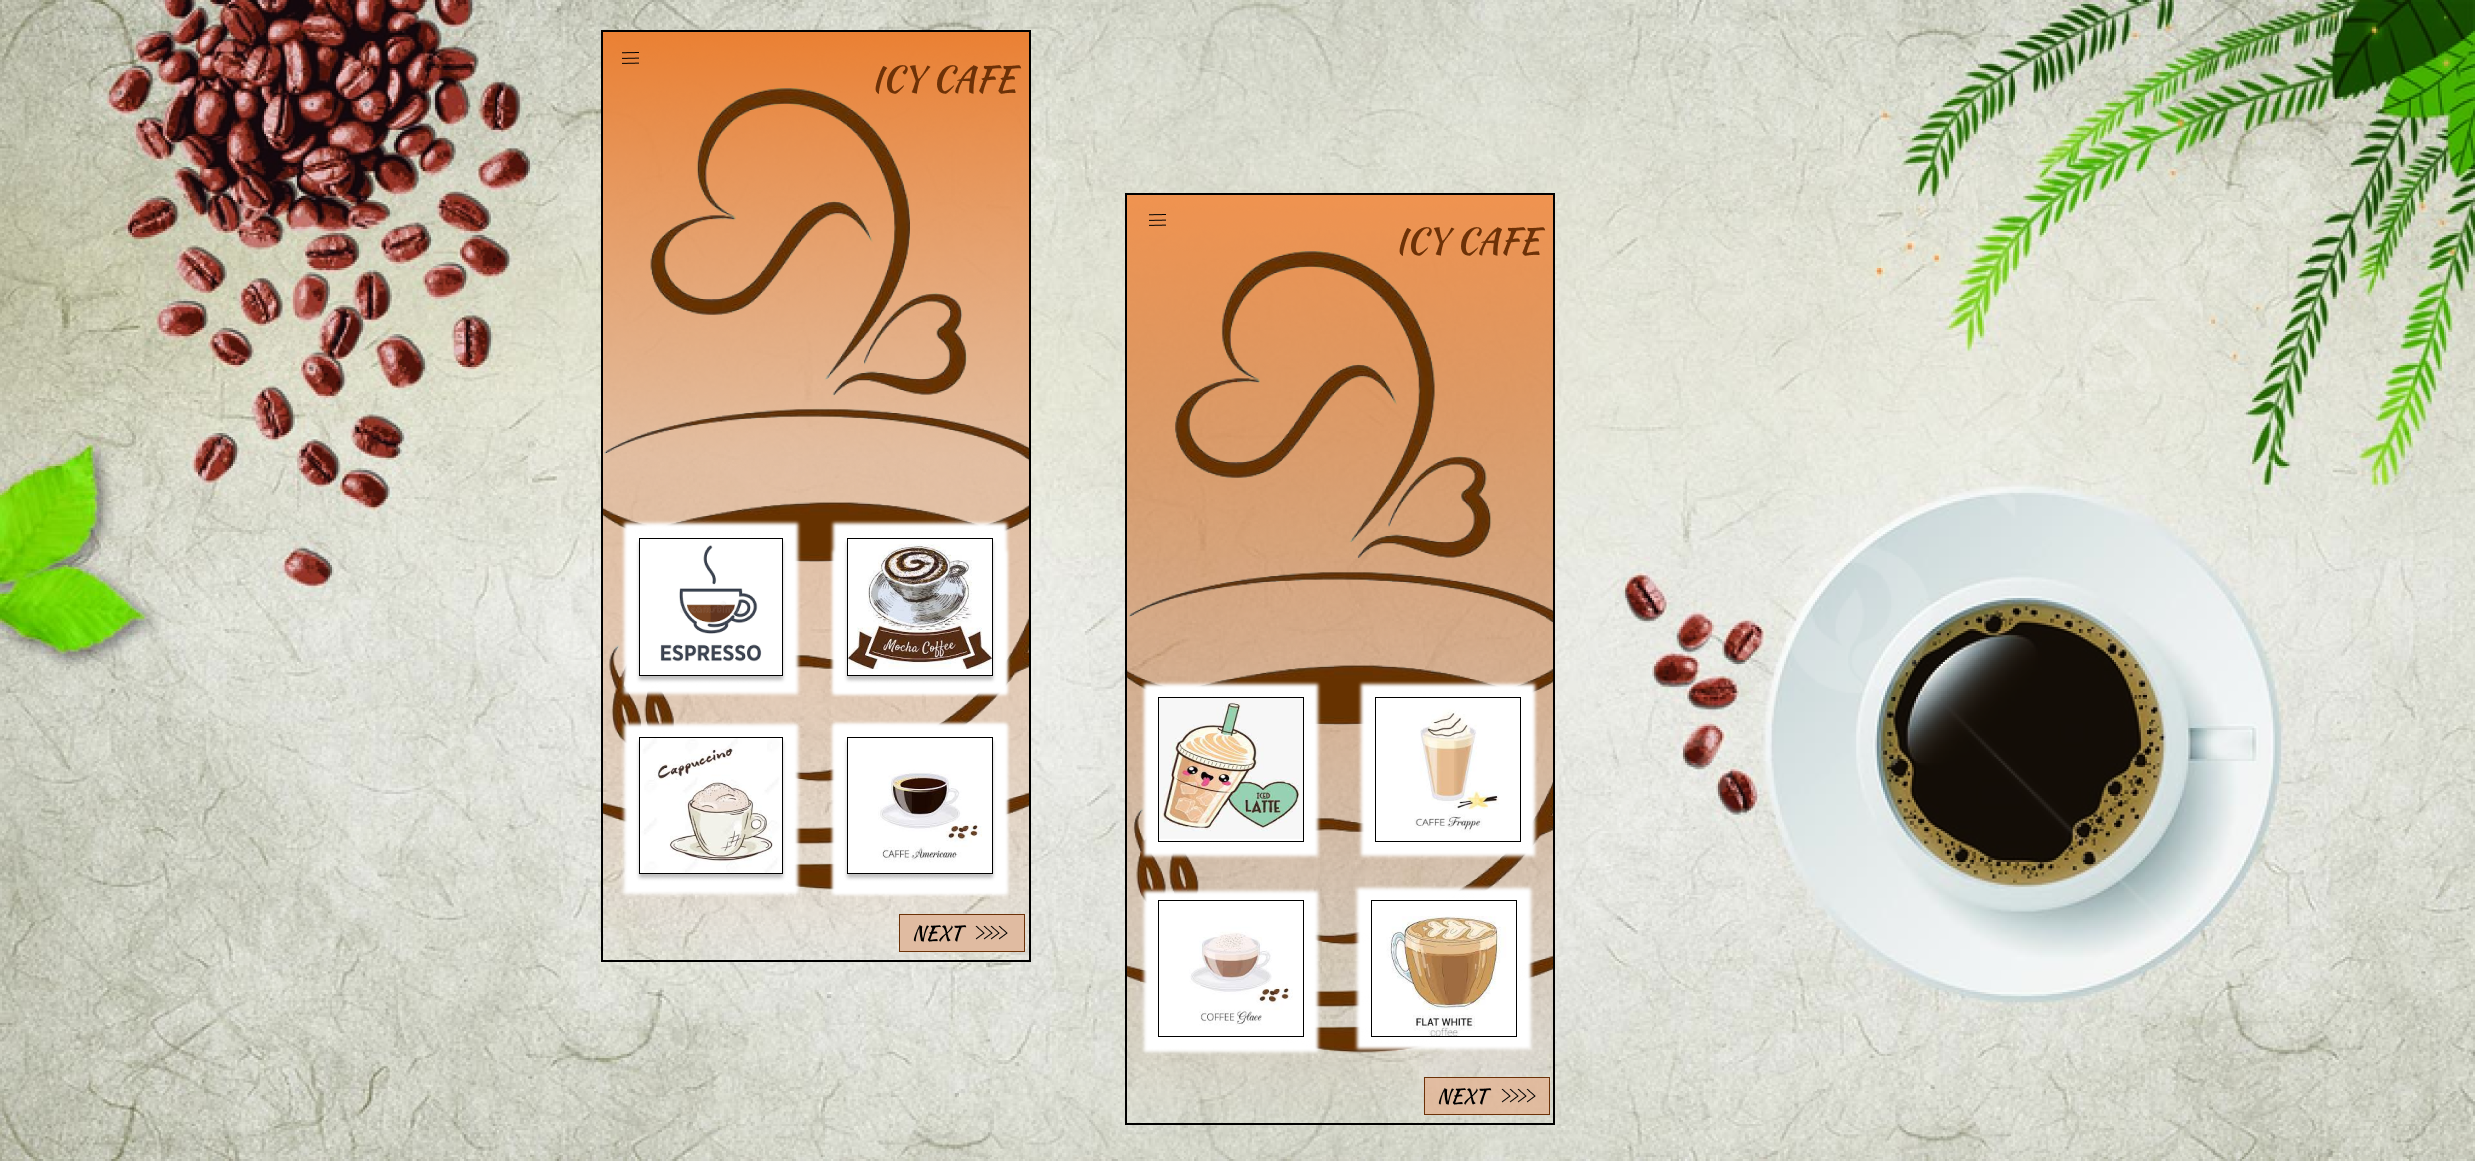 ICY CAFE
ESPRESSO
Mocha Coffee
Cappuccino
CAFFE Americano
NEXT >>>>
ICY CAFE
ICED
LATTE
CAFFE Frappe
COFFEE Glace
FLAT WHITE
coffee
NEXT >>>>